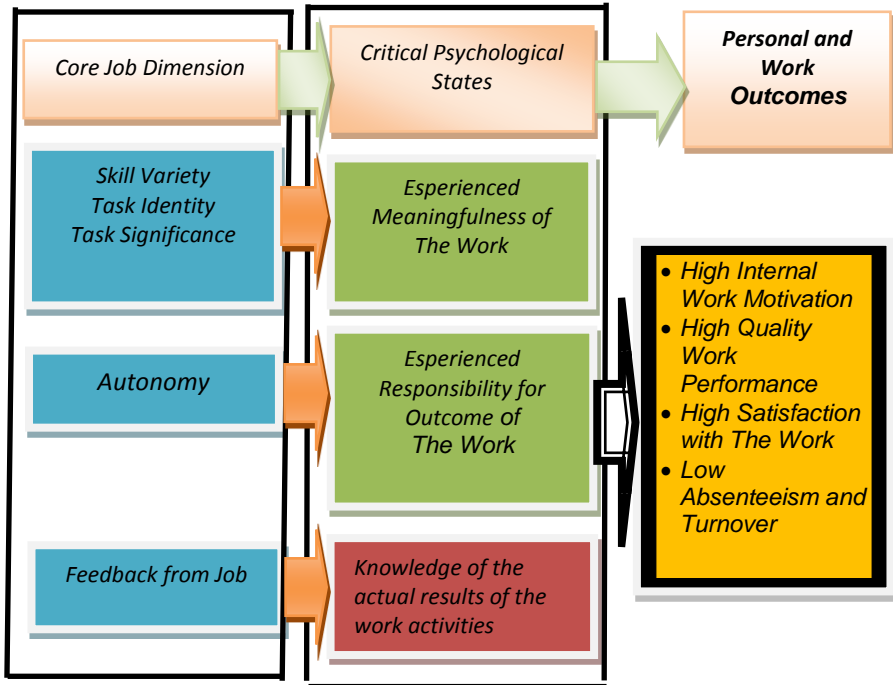 Core Job Dimension
Critical Psychological
States
Personal and
Work
Outcomes
Skill Variety
Task Identity
Task Significance
Esperienced
Meaningfulness of
The Work
Autonomy
Esperienced
Responsibility for
Outcome of
The Work
Feedback from Job
Knowledge of the
actual results of the
work activities
• High Internal
Work Motivation
• High Quality
Work
Performance
• High Satisfaction
with The Work
• Low
Absenteeism and
Turnover